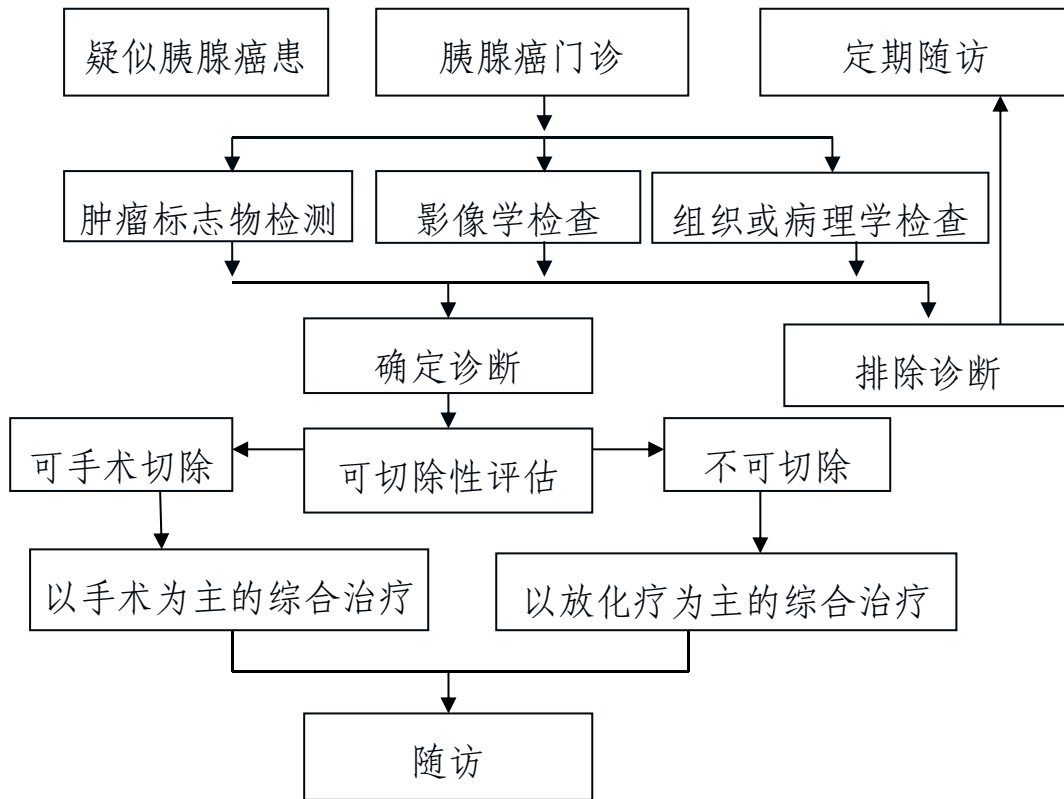 疑似胰腺癌患
胰腺癌门诊
定期随访
肿瘤标志物检测
影像学检查
组织或病理学检查
确定诊断
排除诊断
可手术切除
可切除性评估
不可切除
以手术为主的综合治疗
以放化疗为主的综合治疗
随访